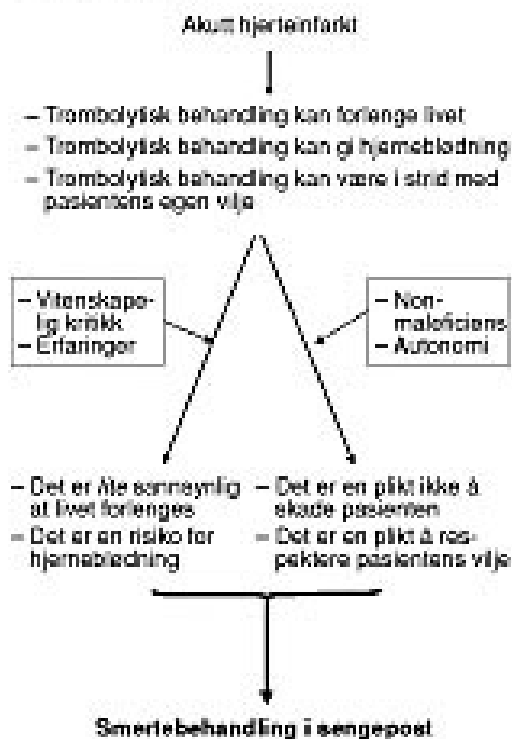 Akutt hjerteinfarkt
– Trombolytisk behandling kan forlenge livet
– Trombolytisk behandling kan gi hjerneblødning
– Trombolytisk behandling kan være i strid med
pasientens egen vilje
– Vitenskape-
lig kritikk
– Erfaringer
– Non-
maleficiens
– Autonomi
– Det er lite sannsynlig
at livet forlenges
– Det er en risiko for
hjerneblødning
– Det er en plikt ikke å
skade pasienten
– Det er en plikt å res-
pektere pasientens vilje
Smertebehandling i sengepost